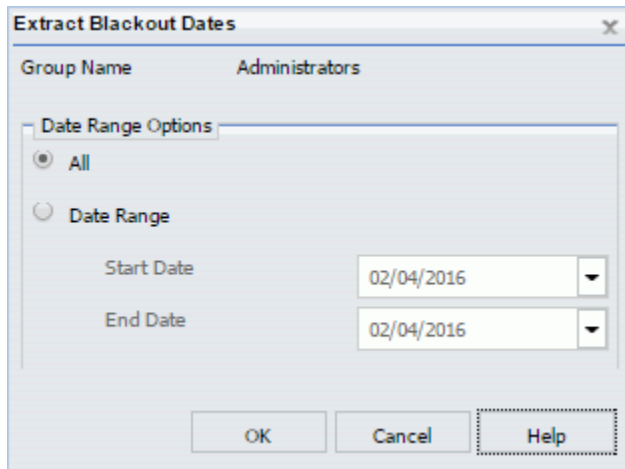 Extract Blackout Dates
Group Name Administrators
Date Range Options
All
Date Range
Start Date 02/04/2016
End Date 02/04/2016
OK Cancel Help